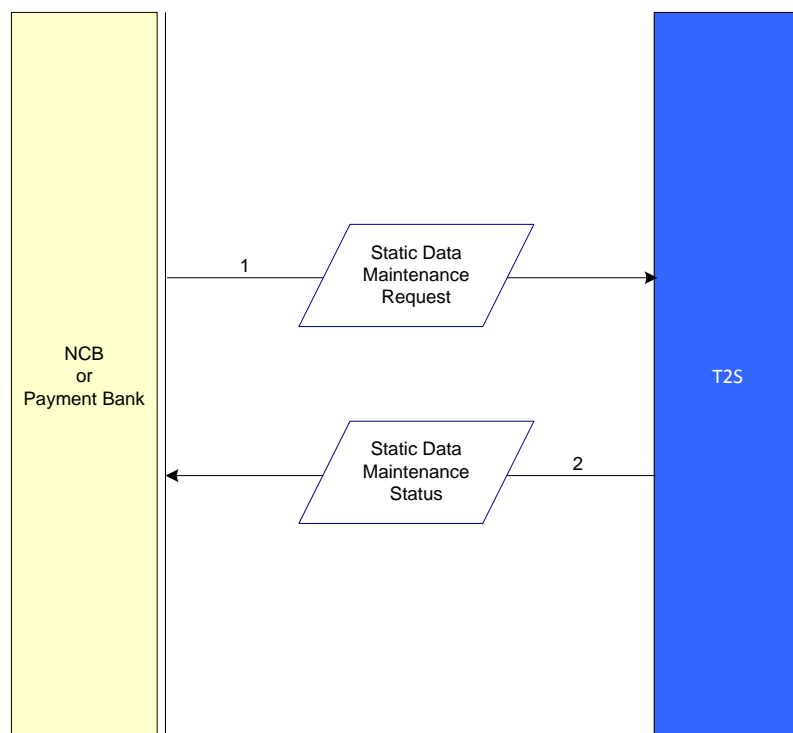 1
Static Data
Maintenance
Request
NCB
or
Payment Bank
T2S
Static Data
Maintenance
Status
2